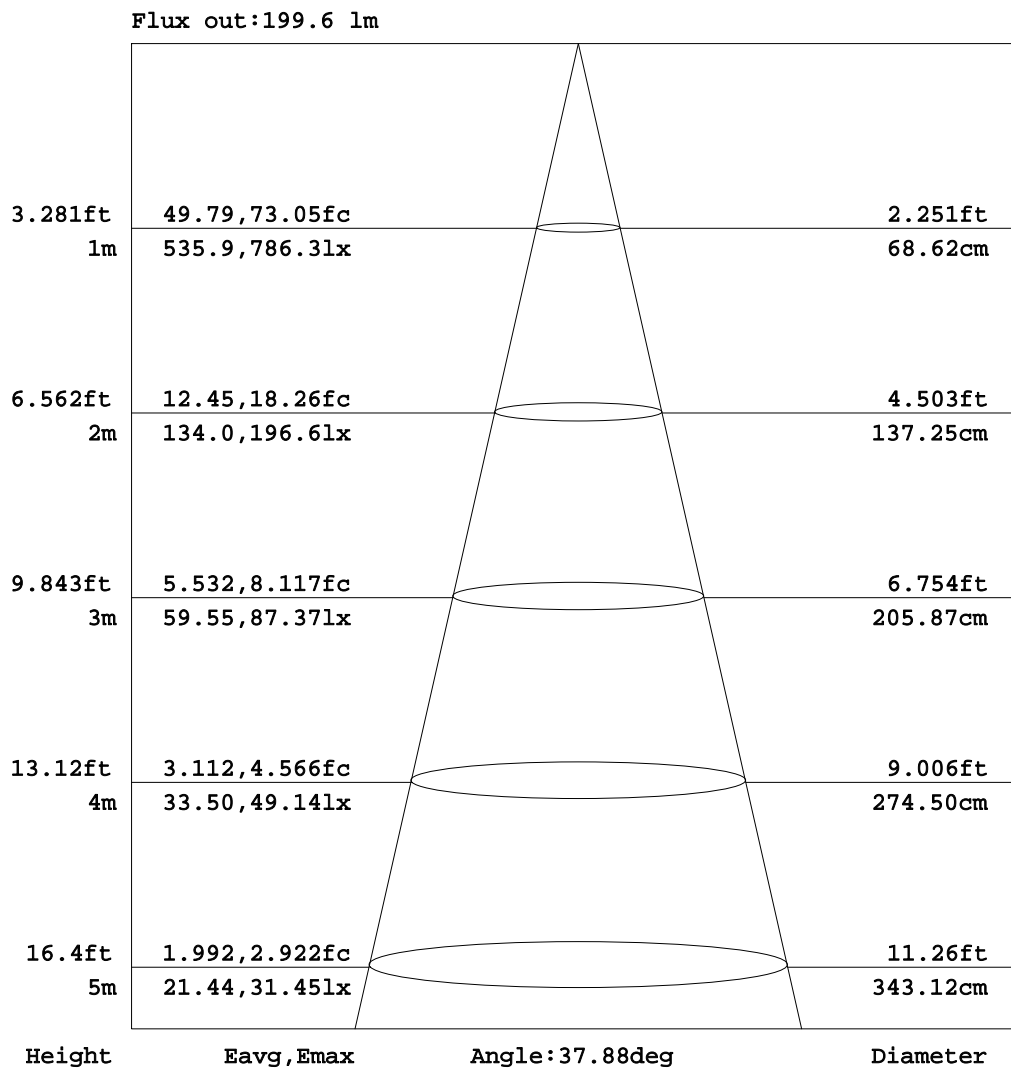 Flux out:199.6 lm
3.281ft 49.79,73.05fc 2.251ft
1m 535.9,786.3lx 68.62cm
6.562ft 12.45,18.26fc 4.503ft
2m 134.0,196.6lx 137.25cm
9.843ft 5.532,8.117fc 6.754ft
3m 59.55,87.37lx 205.87cm
13.12ft 3.112,4.566fc 9.006ft
4m 33.50,49.14lx 274.50cm
16.4ft 1.992,2.922fc 11.26ft
5m 21.44,31.45lx 343.12cm
Height Eavg,Emax Angle:37.88deg Diameter